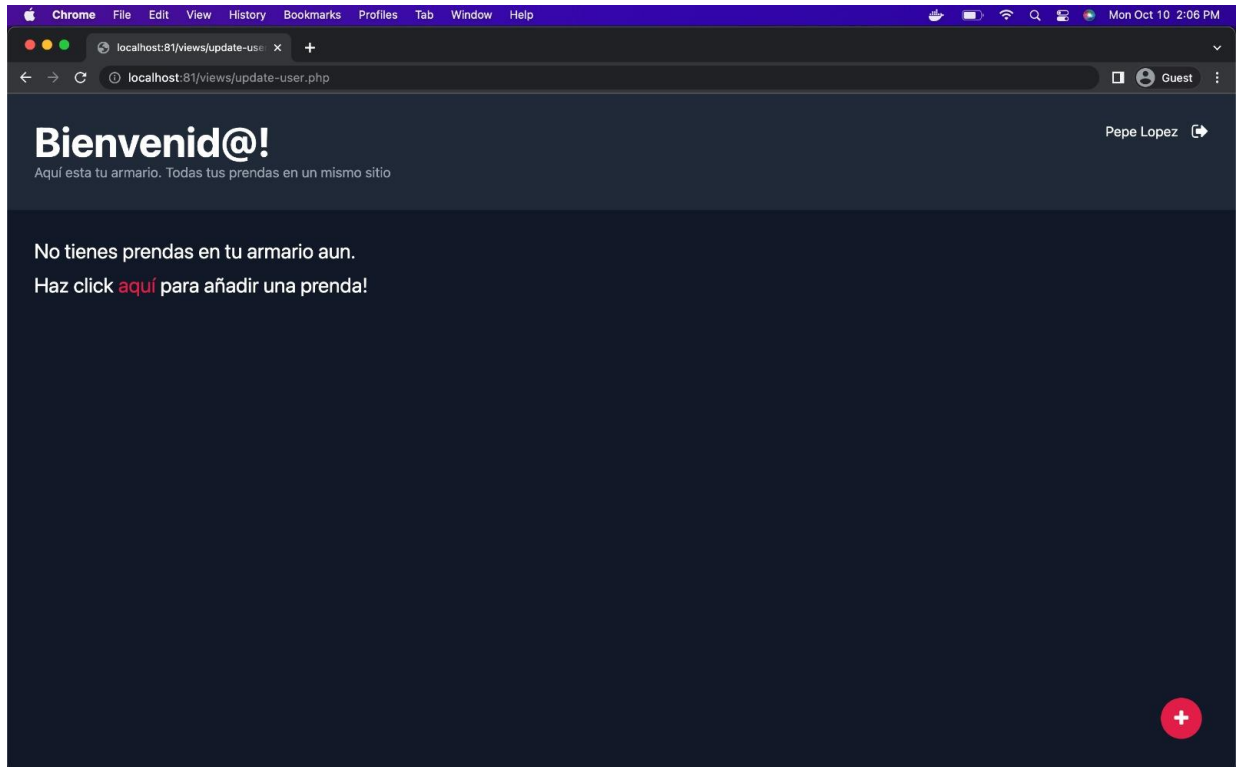 Chrome File Edit View History Bookmarks Profiles Tab Window Help Mon Oct 10 2:06 PM
localhost:81/views/update-use
localhost:81/views/update-user.php Guest
Bienvenid@!
Pepe Lopez
Aquí esta tu armario. Todas tus prendas en un mismo sitio
No tienes prendas en tu armario aun.
Haz click aquí para añadir una prenda!